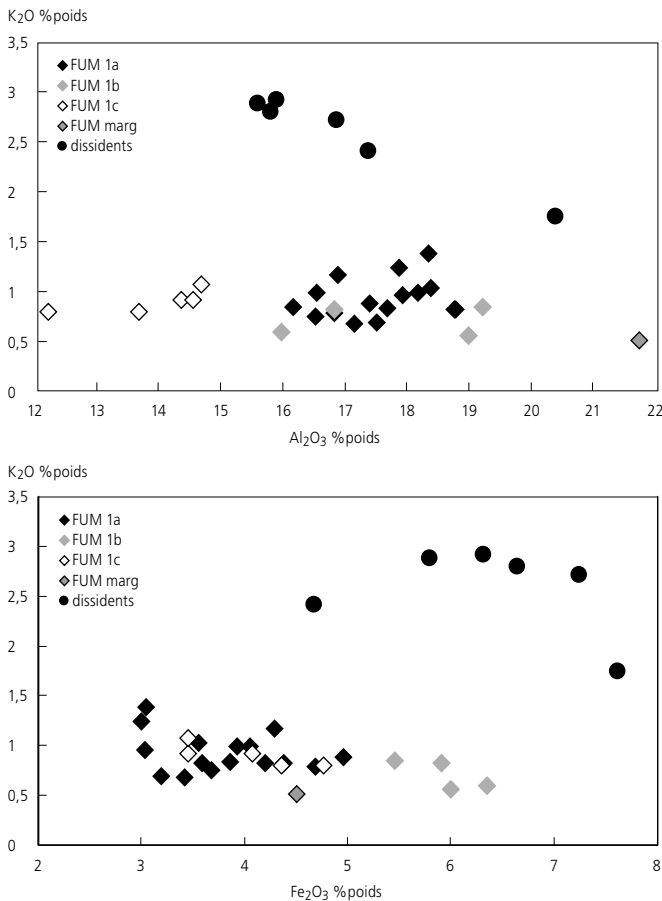 K₂O %poids
3,5
FUM 1a
FUM 1b
FUM 1c
FUM marg
dissidents
3
2,5
2
1,5
1
0,5
0
12 13 14 15 16 17 18 19 20 21 22
Al₂O₃ %poids
K₂O %poids
3,5
FUM 1a
FUM 1b
FUM 1c
FUM marg
dissidents
3
2,5
2
1,5
1
0,5
0
2 3 4 5 6 7 8
Fe₂O₃ %poids